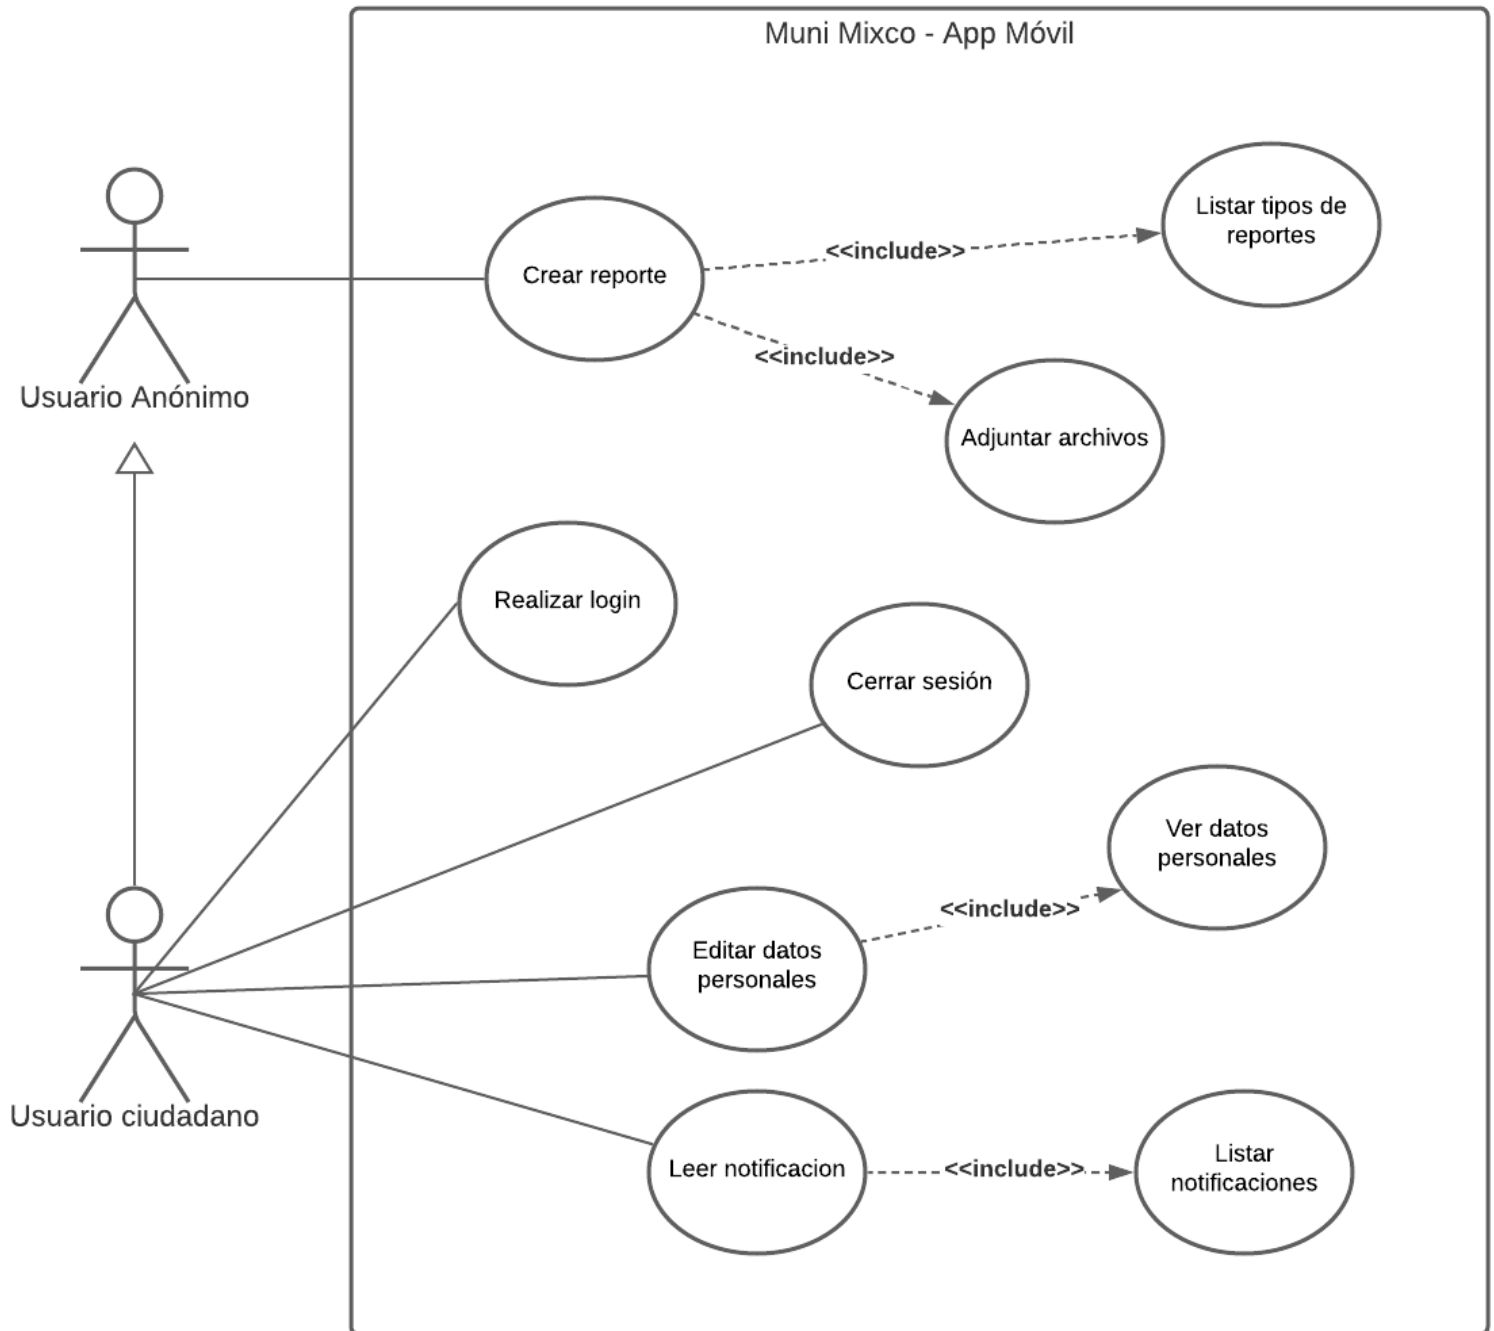 Muni Mixco - App Móvil
Listar tipos de
reportes
<<include>>
Crear reporte
<<include>>
Usuario Anónimo
Adjuntar archivos
Realizar login
Cerrar sesión
Ver datos
personales
<<include>>
Editar datos
personales
Usuario ciudadano
Leer notificacion
<<include>>
Listar
notificaciones